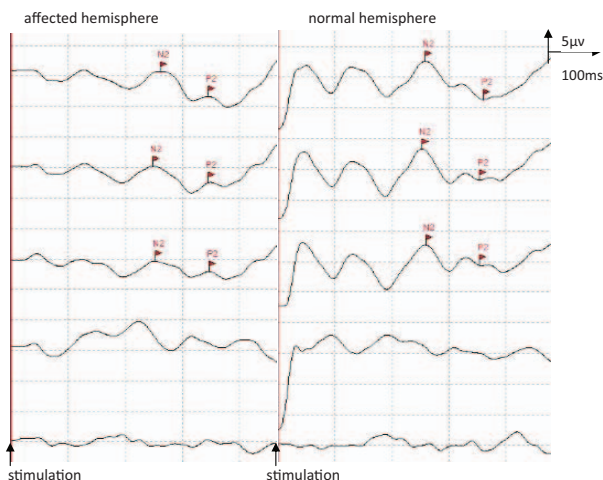 affected hemisphere
normal hemisphere
5μv
100ms
N2
P2
N2
P2
N2
P2
N2
P2
N2
P2
N2
P2
stimulation
stimulation